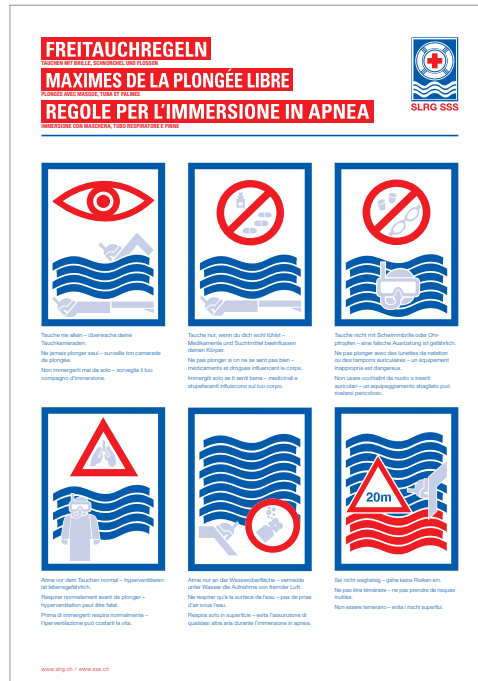 FREITAUCHREGELN
TAUCHEN MIT BRILLE, SCHNORCHEL UND FLOSSEN
MAXIMES DE LA PLONGÉE LIBRE
PLONGÉE AVEC MASQUE, TUBA ET PALMES
REGOLE PER L'IMMERSIONE IN APNEA
IMMERSIONE CON MASCHERA, TUBO RESPIRATORE E PINNE
SLRG SSS
Tauche nie allein – überwache deine
Tauchkameraden.
Ne jamais plonger seul – surveille ton camarade
de plongée.
Non immergerti mai da solo – sorveglia il tuo
compagno d'immersione.
Tauche nur, wenn du dich wohl fühlst –
Medikamente und Suchtmittel beeinflussen
deinen Körper.
Ne pas plonger si on ne se sent pas bien –
médicaments et drogues influencent le corps.
Immergiti solo se ti senti bene – medicinali e
stupefacenti influiscono sul tuo corpo.
Tauche nicht mit Schwimmbrille oder Ohr-
pfropfen – eine falsche Ausrüstung ist gefährlich.
Ne pas plonger avec des lunettes de natation
ou des tampons auriculaires – un équipement
inapproprié est dangereux.
Non usare occhialini da nuoto o inserti
auricolari – un equipaggiamento sbagliato può
rivelarsi pericoloso.
20m
Atme vor dem Tauchen normal – hyperventilieren
ist lebensgefährlich.
Respirer normalement avant de plonger –
hyperventilation peut être fatal.
Prima di immergerti respira normalmente –
l'iperventilazione può costarti la vita.
Atme nur an der Wasseroberfläche – vermeide
unter Wasser die Aufnahme von fremder Luft.
Ne respirer qu'à la surface de l'eau – pas de prise
d'air sous l'eau.
Respira solo in superficie – evita l'assunzione di
qualsiasi altra aria durante l'immersione in apnea.
Sei nicht waghalsig – gehe keine Risiken ein.
Ne pas être téméraire – ne pas prendre de risques
inutiles.
Non essere temerario – evita i rischi superflui.
www.slrg.ch / www.sss.ch